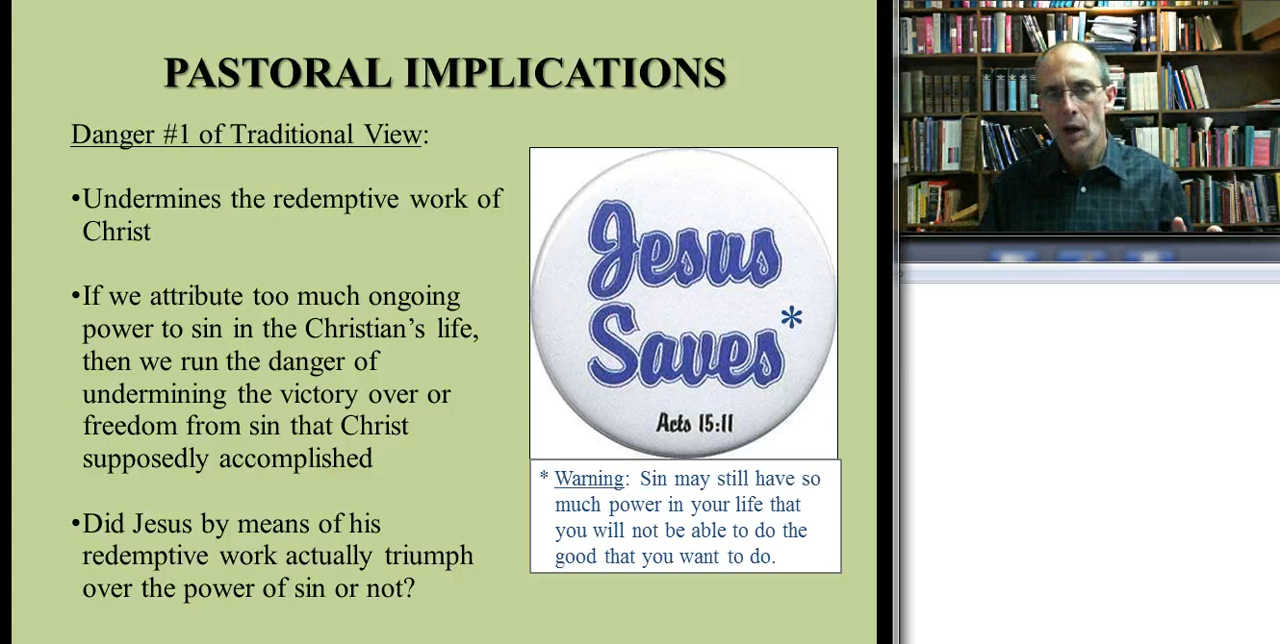 PASTORAL IMPLICATIONS
Danger #1 of Traditional View:
•Undermines the redemptive work of
Christ
•If we attribute too much ongoing
power to sin in the Christian's life,
then we run the danger of
undermining the victory over or
freedom from sin that Christ
supposedly accomplished
•Did Jesus by means of his
redemptive work actually triumph
over the power of sin or not?
Jesus
Saves*
Acts 15:11
* Warning: Sin may still have so
much power in your life that
you will not be able to do the
good that you want to do.